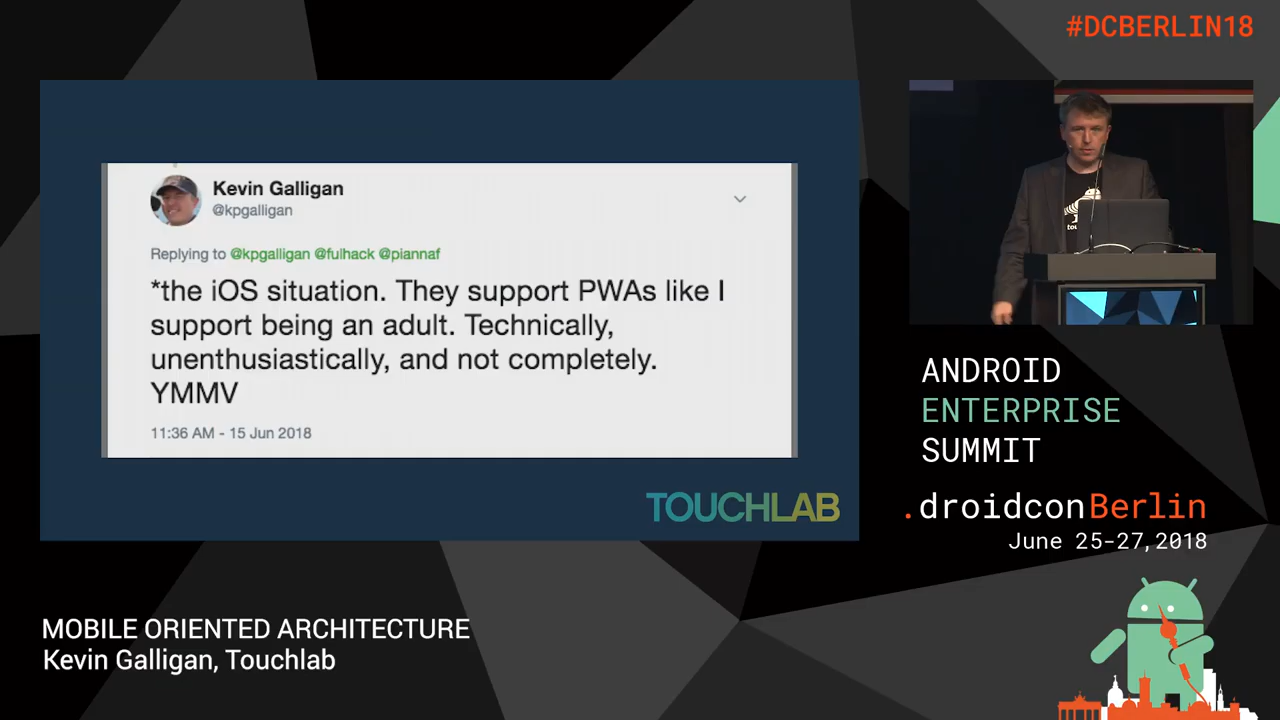 #DCBERLIN18
Kevin Galligan
@kpgalligan
Replying to @kpgalligan @fulhack @piannaf
*the iOS situation. They support PWAs like I
support being an adult. Technically,
unenthusiastically, and not completely.
YMMV
11:36 AM - 15 Jun 2018
TOUCHLAB
ANDROID
ENTERPRISE
SUMMIT
.droidconBerlin
June 25-27,2018
MOBILE ORIENTED ARCHITECTURE
Kevin Galligan, Touchlab